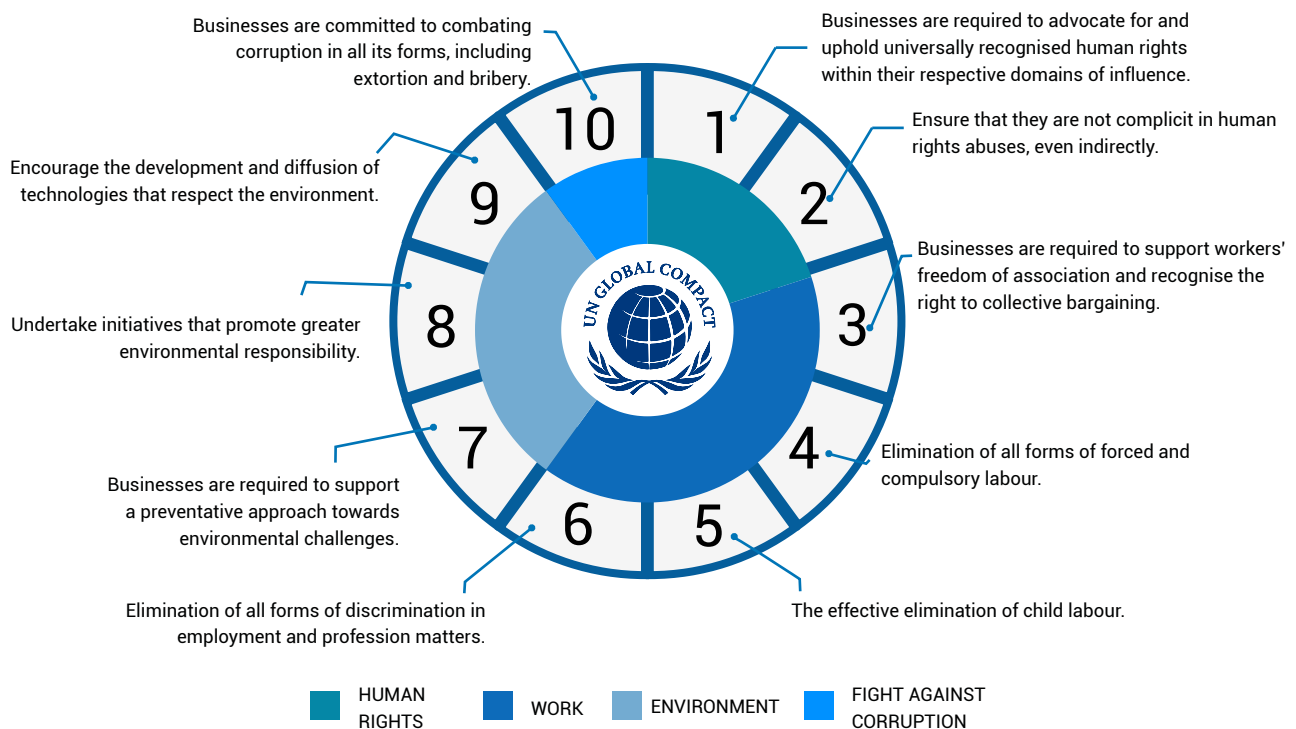 Businesses are committed to combating
corruption in all its forms, including
extortion and bribery.
Businesses are required to advocate for and
uphold universally recognised human rights
within their respective domains of influence.
Ensure that they are not complicit in human
rights abuses, even indirectly.
Encourage the development and diffusion of
technologies that respect the environment.
Businesses are required to support workers'
freedom of association and recognise the
right to collective bargaining.
Undertake initiatives that promote greater
environmental responsibility.
Elimination of all forms of forced and
compulsory labour.
Businesses are required to support
a preventative approach towards
environmental challenges.
Elimination of all forms of discrimination in
employment and profession matters.
The effective elimination of child labour.
10
1
9
2
8
3
7
4
6
5
UN GLOBAL COMPACT
HUMAN
RIGHTS
WORK
ENVIRONMENT
FIGHT AGAINST
CORRUPTION